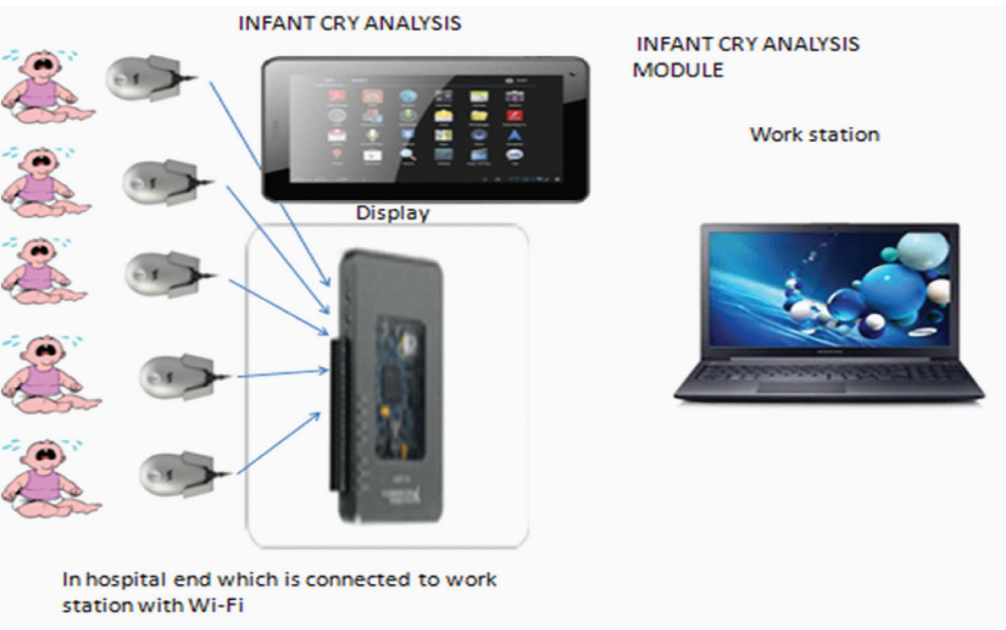 INFANT CRY ANALYSIS
INFANT CRY ANALYSIS
MODULE
Work station
Display
In hospital end which is connected to work
station with Wi-Fi